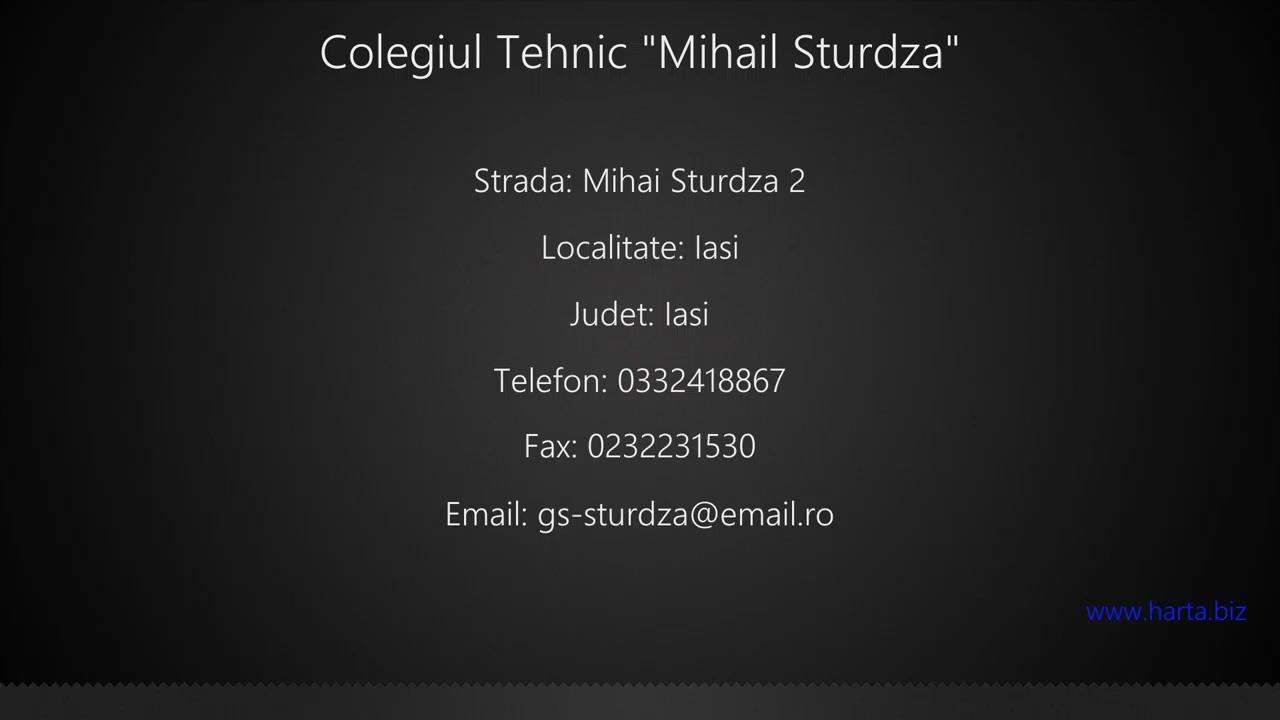 Colegiul Tehnic "Mihail Sturdza"
Strada: Mihai Sturdza 2
Localitate: Iasi
Judet: Iasi
Telefon: 0332418867
Fax: 0232231530
Email: gs-sturdza@email.ro
www.harta.biz